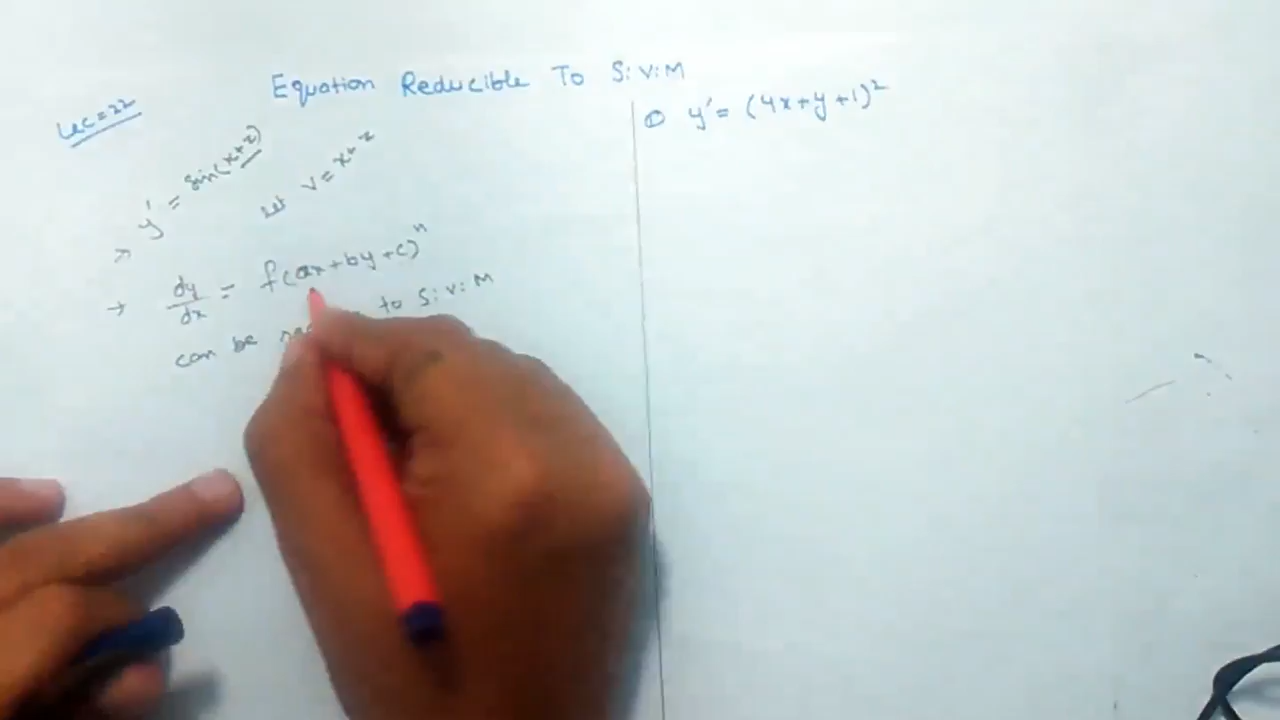 Equation Reducible To S:V:M
Lec=22
y' = sin(x+z)
let v = x+z
dy/dx = f(ax+by+c)^n
can be to S:V:M
① y' = (4x+y+1)²